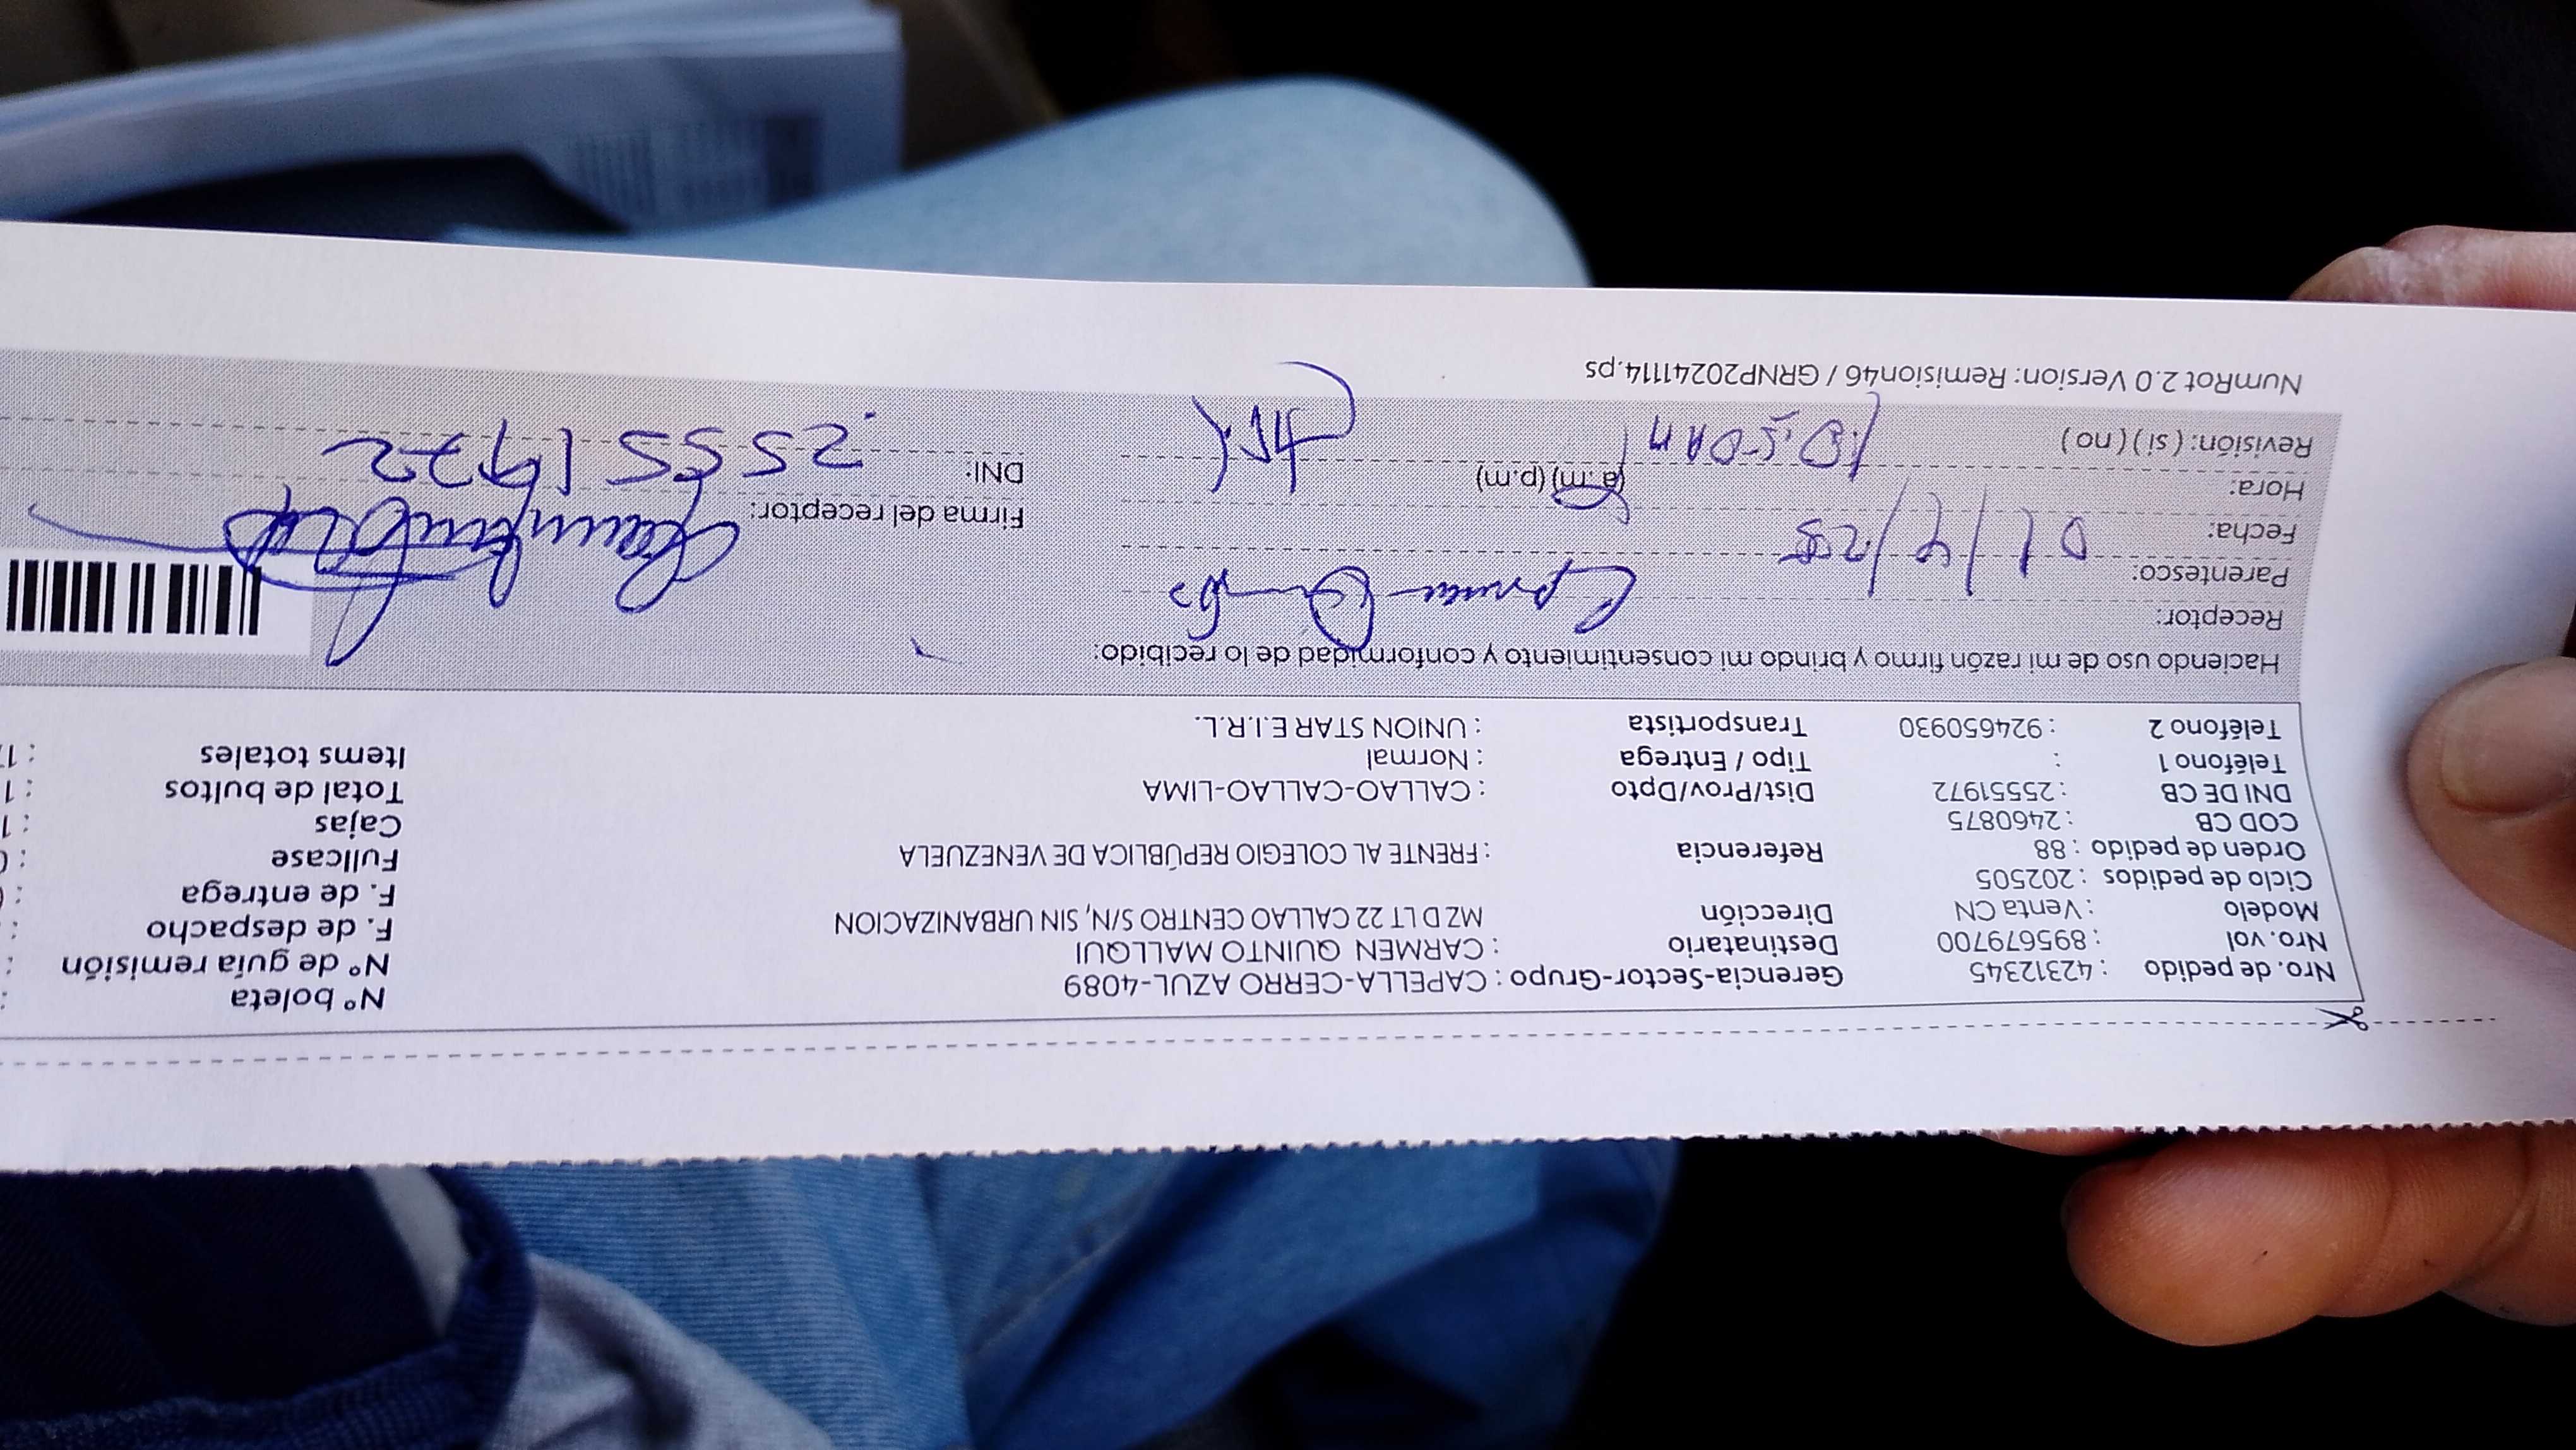 Nro. de pedido : 42312345 Gerencia-Sector-Grupo : CAPELLA-CERRO AZUL-4089 N° boleta :
Nro. vol : 895679700 Destinatario : CARMEN QUINTO MALLQUI N° de guía remisión :
Modelo : Venta CN Dirección MZ D LT 22 CALLAO CENTRO S/N, SIN URBANIZACION F. de despacho :
Ciclo de pedidos : 202505 F. de entrega :
Orden de pedido : 88 Referencia : FRENTE AL COLEGIO REPÚBLICA DE VENEZUELA Fullcase :
COD CB : 2460875 Cajas : 1
DNI DE CB : 25551972 Dist/Prov/Dpto : CALLAO-CALLAO-LIMA Total de bultos : 1
Teléfono 1 : Tipo / Entrega : Normal Items totales :
Teléfono 2 : 924650930 Transportista : UNION STAR E.I.R.L.
Haciendo uso de mi razón firmo y brindo mi consentimiento y conformidad de lo recibido:
Receptor:
Parentesco:
Fecha: 01/4/25 Firma del receptor:
Hora: 10:50AM (a.m) (p.m) DNI: 25551972
Revisión: ( si ) ( no )
NumRot 2.0 Version: Remision46 / GRNP20241114.ps